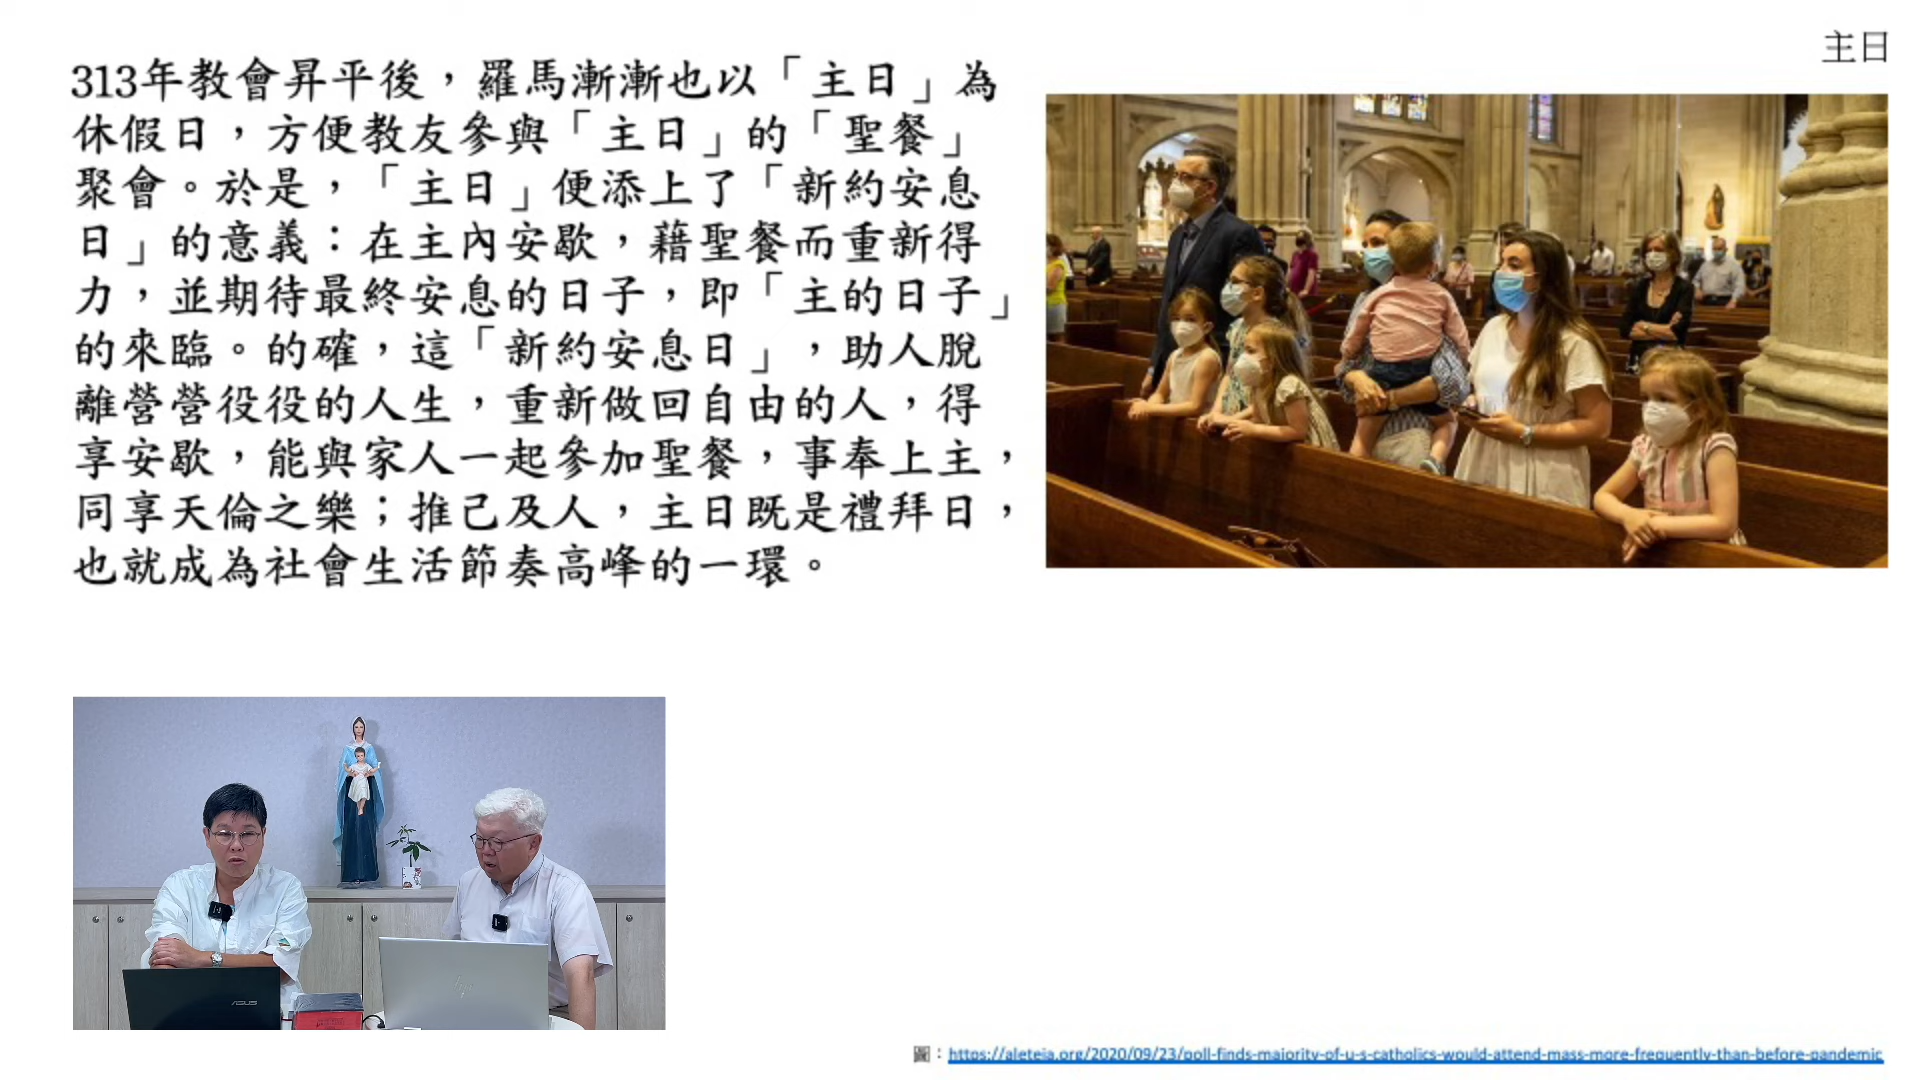 主日
313年教會昇平後，羅馬漸漸也以「主日」為
休假日，方便教友參與「主日」的「聖餐」
聚會。於是，「主日」便添上了「新約安息
日」的意義：在主內安歇，藉聖餐而重新得
力，並期待最終安息的日子，即「主的日子」
的來臨。的確，這「新約安息日」，助人脫
離營營役役的人生，重新做回自由的人，得
享安歇，能與家人一起參加聖餐，事奉上主，
同享天倫之樂；推己及人，主日既是禮拜日，
也就成為社會生活節奏高峰的一環。
ASUS
hp
圖：https://aleteia.org/2020/09/23/poll-finds-majority-of-u-s-catholics-would-attend-mass-more-frequently-than-before-pandemic